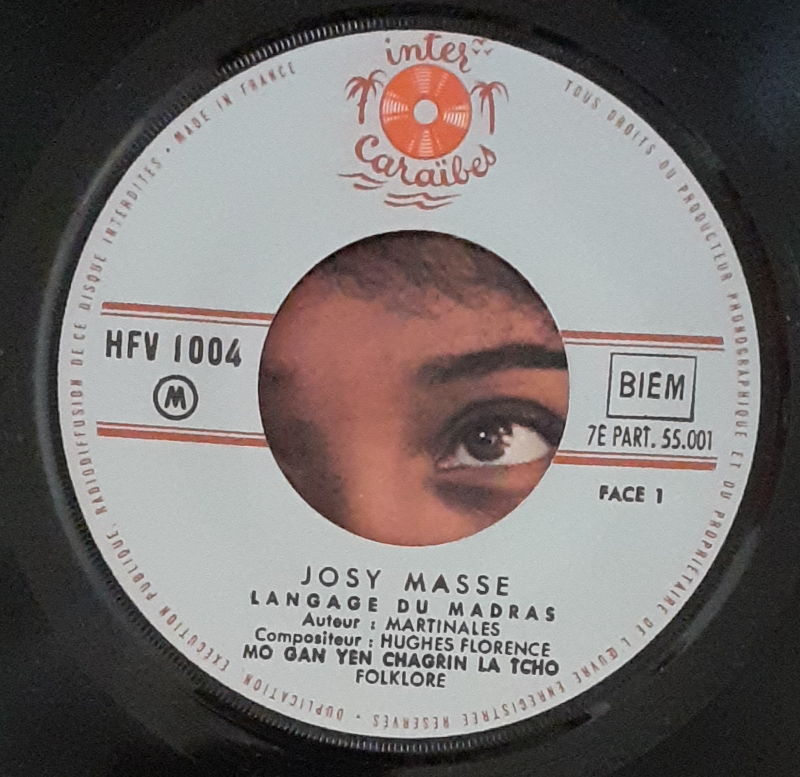 inter
Caraïbes
TOUS DROITS DU PRODUCTEUR PHONOGRAPHIQUE ET DU PROPRIÉTAIRE DE L'ŒUVRE ENREGISTRÉE RÉSERVÉS - DUPLICATION, EXÉCUTION PUBLIQUE, RADIODIFFUSION DE CE DISQUE INTERDITES • MADE IN FRANCE
HFV 1004
M
BIEM
7E PART. 55.001
FACE 1
JOSY MASSE
LANGAGE DU MADRAS
Auteur : MARTINALES
Compositeur : HUGHES FLORENCE
MO GAN YEN CHAGRIN LA TCHO
FOLKLORE